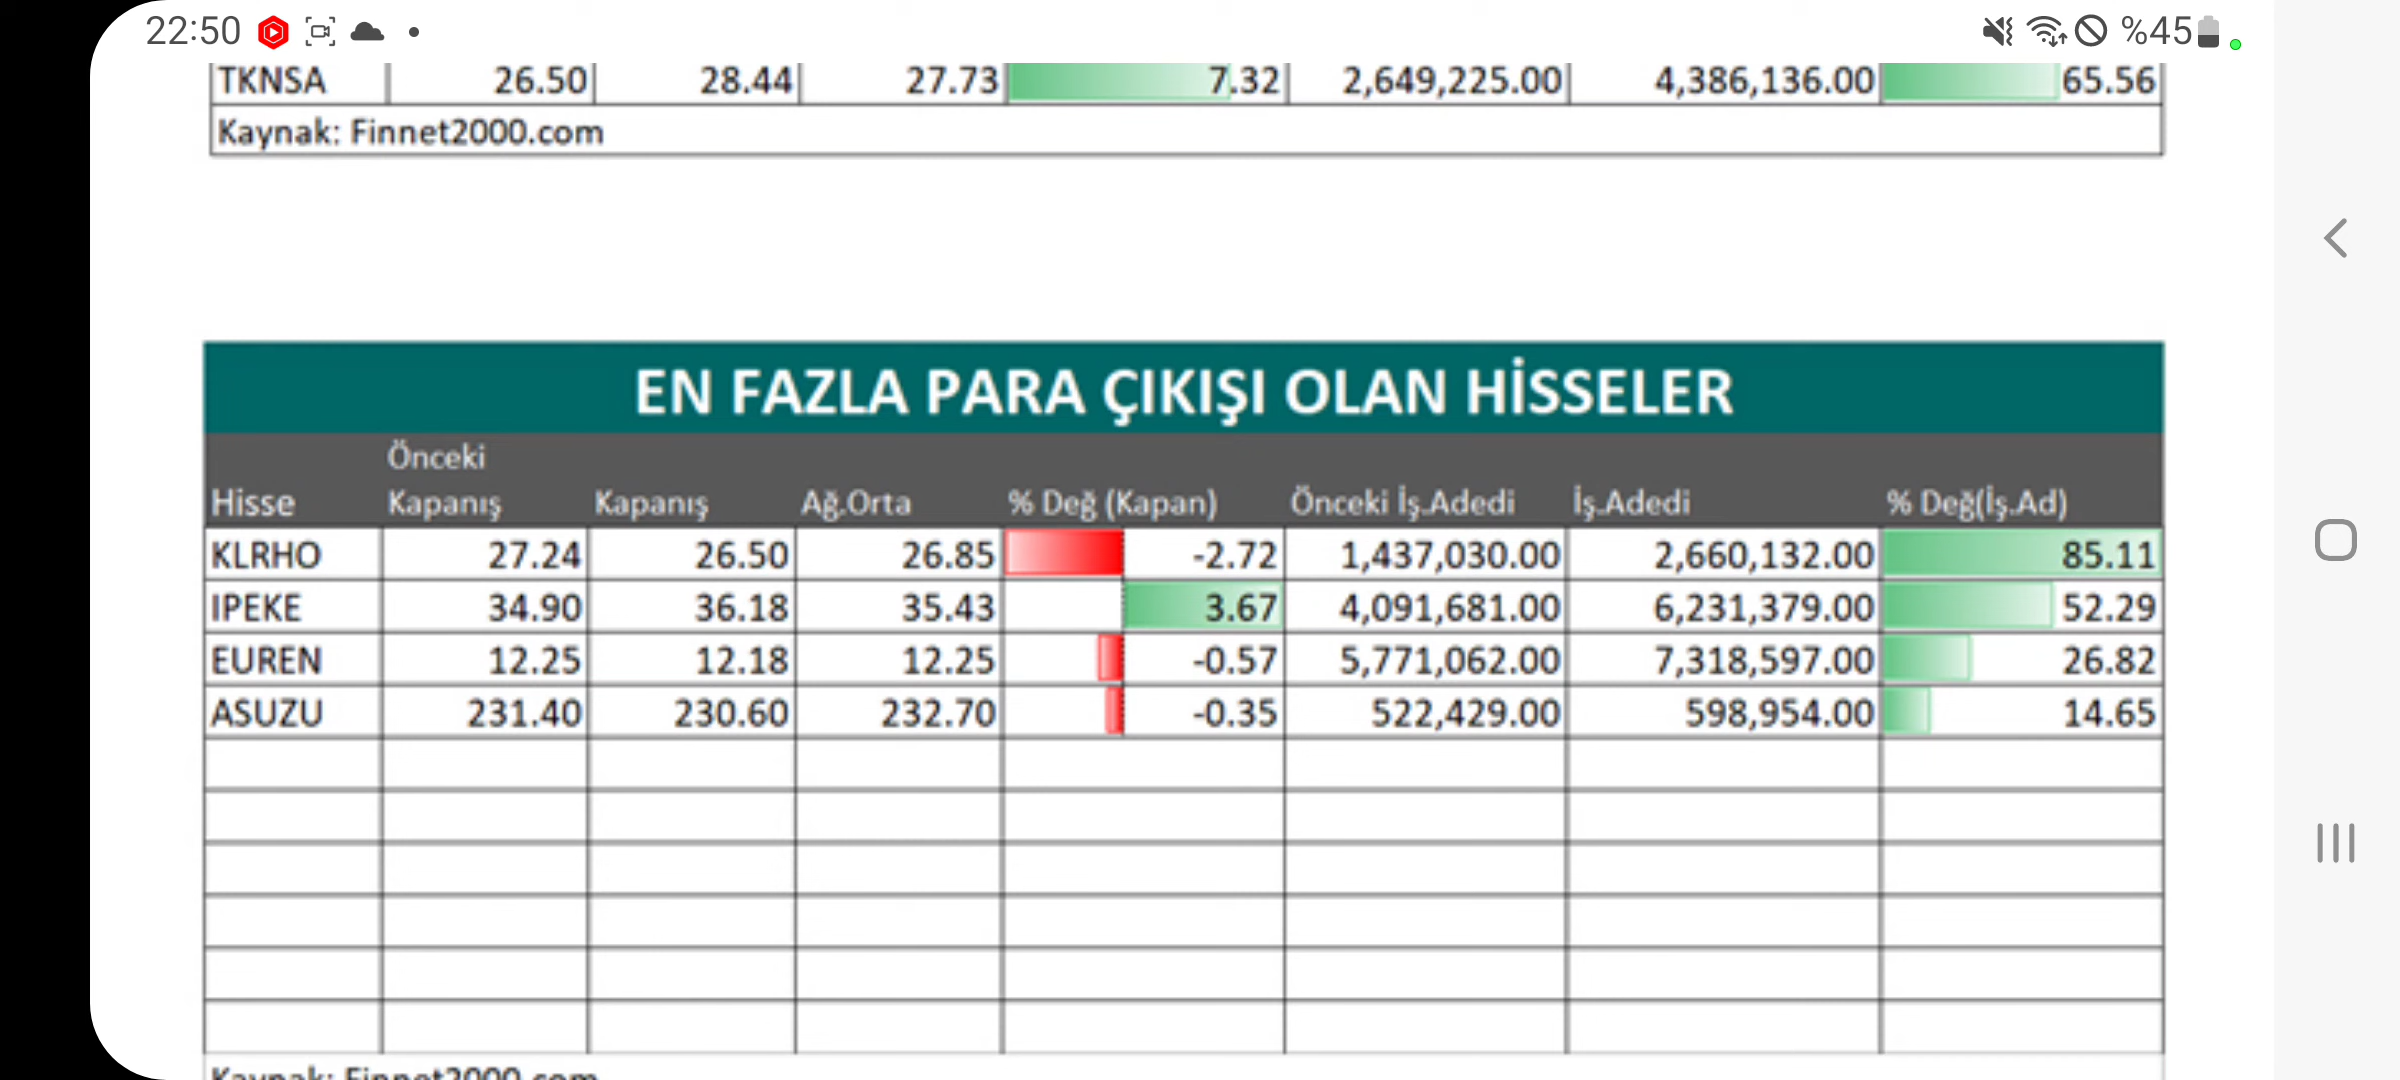 22:50 %45
TKNSA 26.50 28.44 27.73 7.32 2,649,225.00 4,386,136.00 65.56
Kaynak: Finnet2000.com
EN FAZLA PARA ÇIKIŞI OLAN HİSSELER
Önceki
Hisse Kapanış Kapanış Ağ.Orta % Değ (Kapan) Önceki İş.Adedi İş.Adedi % Değ(İş.Ad)
KLRHO 27.24 26.50 26.85 -2.72 1,437,030.00 2,660,132.00 85.11
IPEKE 34.90 36.18 35.43 3.67 4,091,681.00 6,231,379.00 52.29
EUREN 12.25 12.18 12.25 -0.57 5,771,062.00 7,318,597.00 26.82
ASUZU 231.40 230.60 232.70 -0.35 522,429.00 598,954.00 14.65
Kaynak: Finnet2000.com